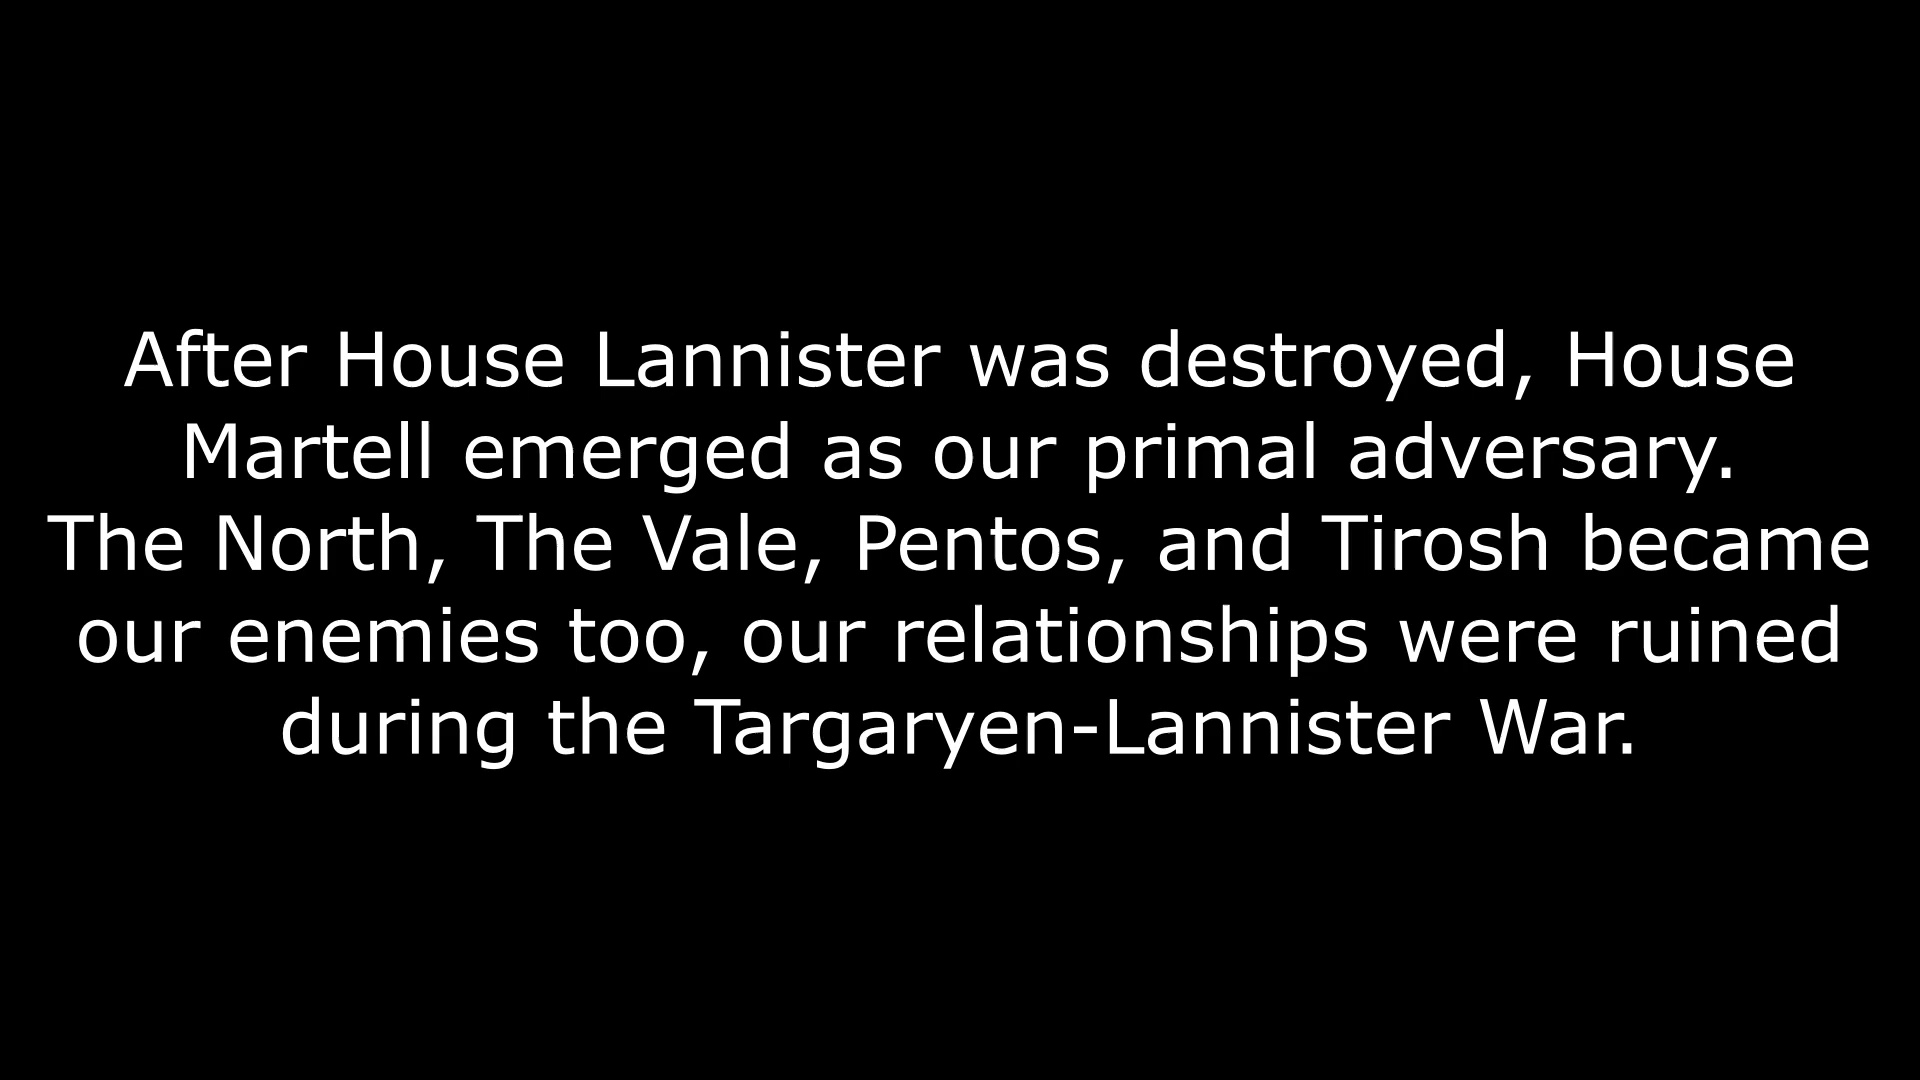 After House Lannister was destroyed, House
Martell emerged as our primal adversary.
The North, The Vale, Pentos, and Tirosh became
our enemies too, our relationships were ruined
during the Targaryen-Lannister War.